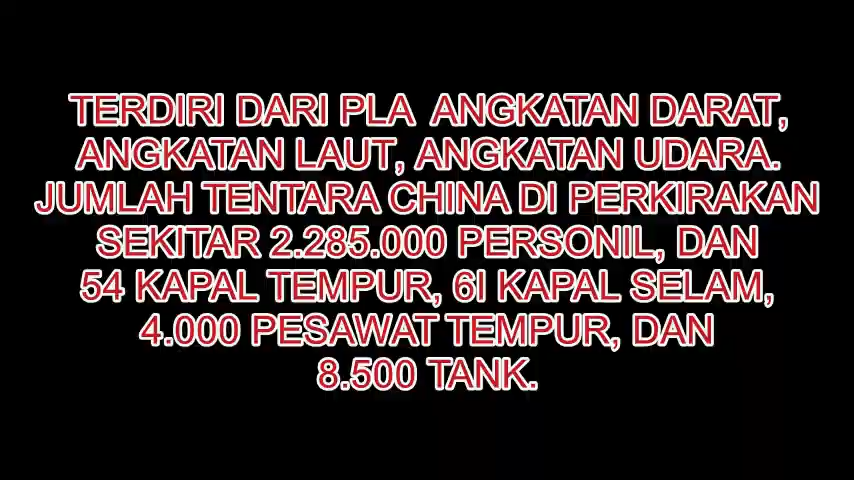 TERDIRI DARI PLA ANGKATAN DARAT,
ANGKATAN LAUT, ANGKATAN UDARA.
JUMLAH TENTARA CHINA DI PERKIRAKAN
SEKITAR 2.285.000 PERSONIL, DAN
54 KAPAL TEMPUR, 6I KAPAL SELAM,
4.000 PESAWAT TEMPUR, DAN
8.500 TANK.